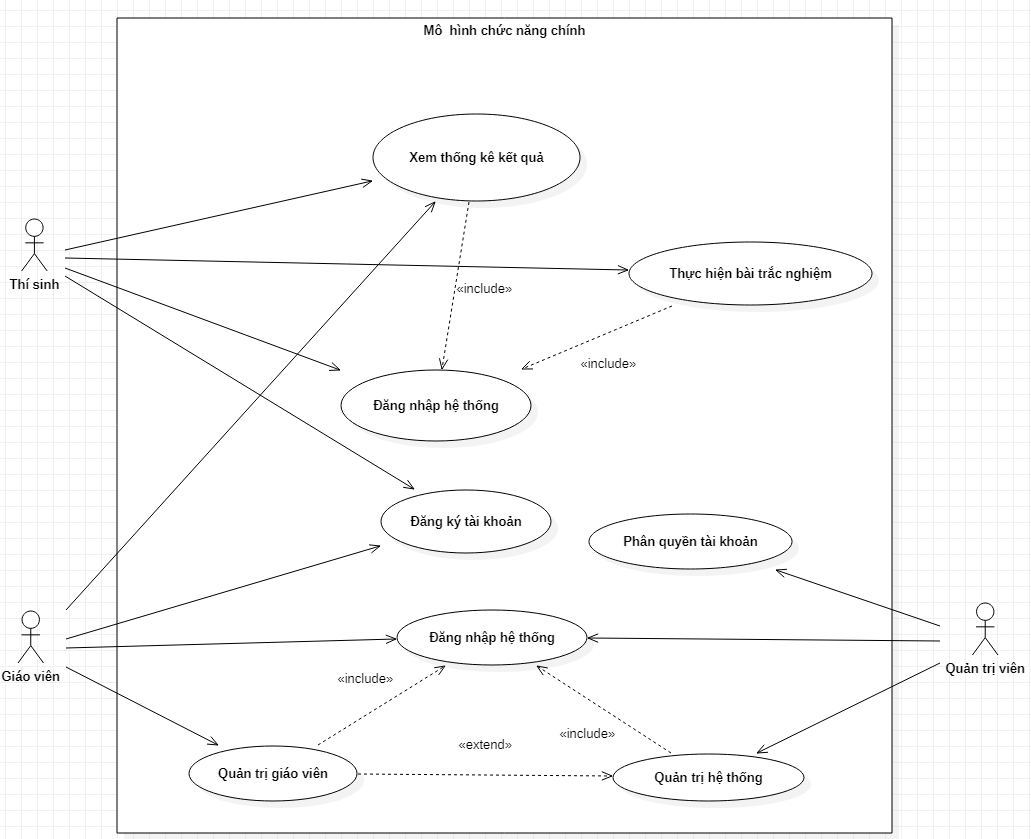 Mô  hình chức năng chính
Xem thống kê kết quả
Thí sinh
Thực hiện bài trắc nghiệm
«include»
«include»
Đăng nhập hệ thống
Đăng ký tài khoản
Phân quyền tài khoản
Đăng nhập hệ thống
Giáo viên
Quản trị viên
«include»
«include»
«extend»
Quản trị giáo viên
Quản trị hệ thống